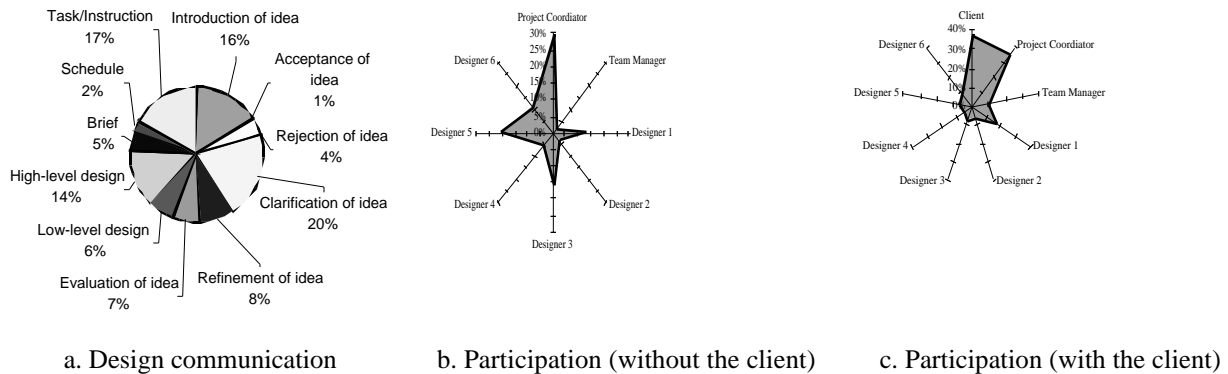 Task/Instruction
17%
Introduction of idea
16%
Acceptance of
idea
1%
Rejection of idea
4%
Clarification of idea
20%
Refinement of idea
8%
Evaluation of idea
7%
Low-level design
6%
High-level design
14%
Brief
5%
Schedule
2%
a. Design communication
Project Coordiator
30%
25%
20%
15%
10%
5%
0%
Team Manager
Designer 1
Designer 2
Designer 3
Designer 4
Designer 5
Designer 6
b. Participation (without the client)
Client
40%
30%
20%
10%
0%
Project Coordiator
Team Manager
Designer 1
Designer 2
Designer 3
Designer 4
Designer 5
Designer 6
c. Participation (with the client)